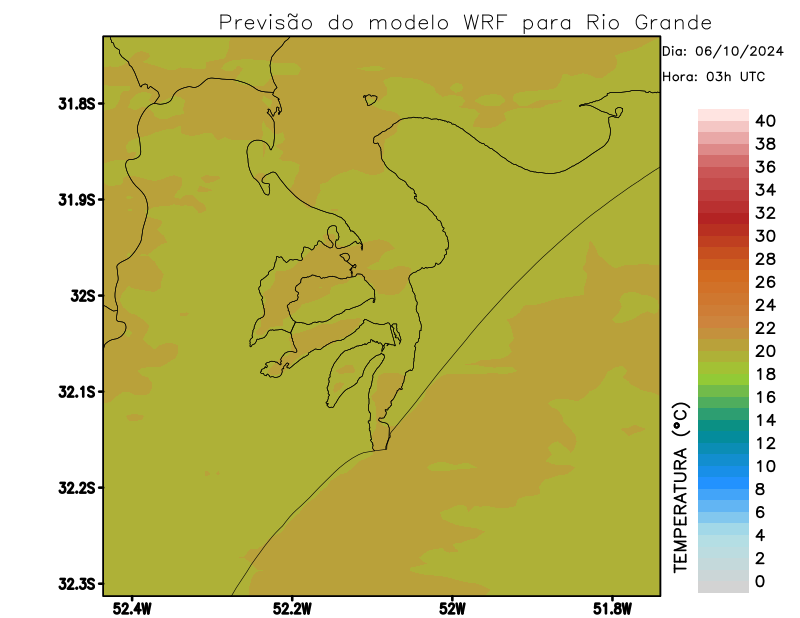 Previsão do modelo WRF para Rio Grande
Dia: 06/10/2024
Hora: 03h UTC
31.8S
31.9S
32S
32.1S
32.2S
32.3S
52.4W
52.2W
52W
51.8W
TEMPERATURA (°C)
40
38
36
34
32
30
28
26
24
22
20
18
16
14
12
10
8
6
4
2
0